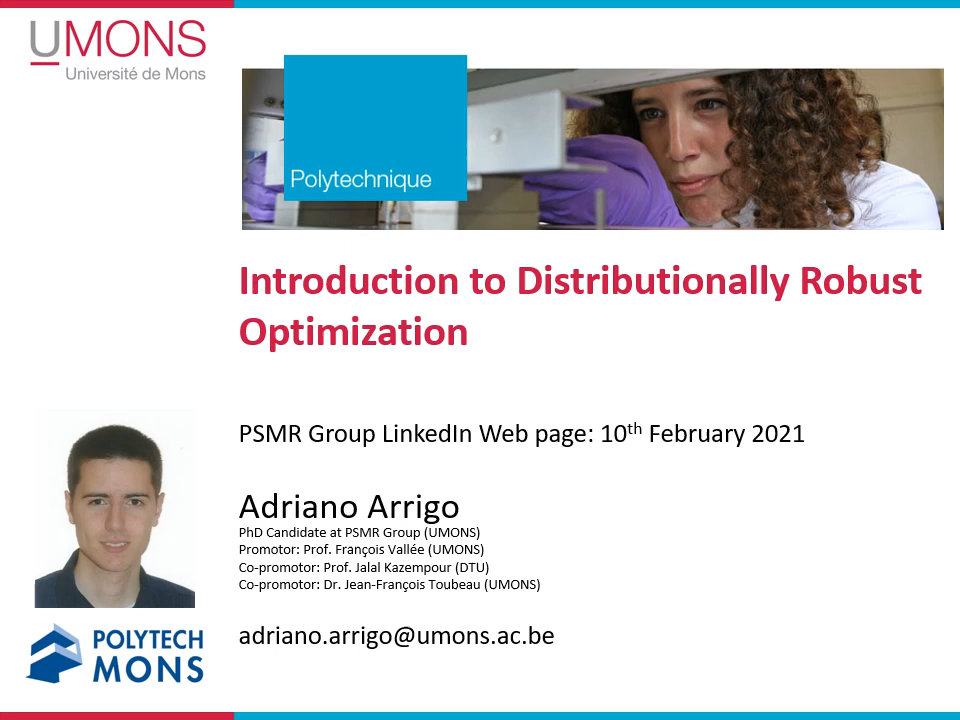 UMONS
Université de Mons
Polytechnique
Introduction to Distributionally Robust
Optimization
PSMR Group LinkedIn Web page: 10th February 2021
Adriano Arrigo
PhD Candidate at PSMR Group (UMONS)
Promotor: Prof. François Vallée (UMONS)
Co-promotor: Prof. Jalal Kazempour (DTU)
Co-promotor: Dr. Jean-François Toubeau (UMONS)
adriano.arrigo@umons.ac.be
POLYTECH
MONS